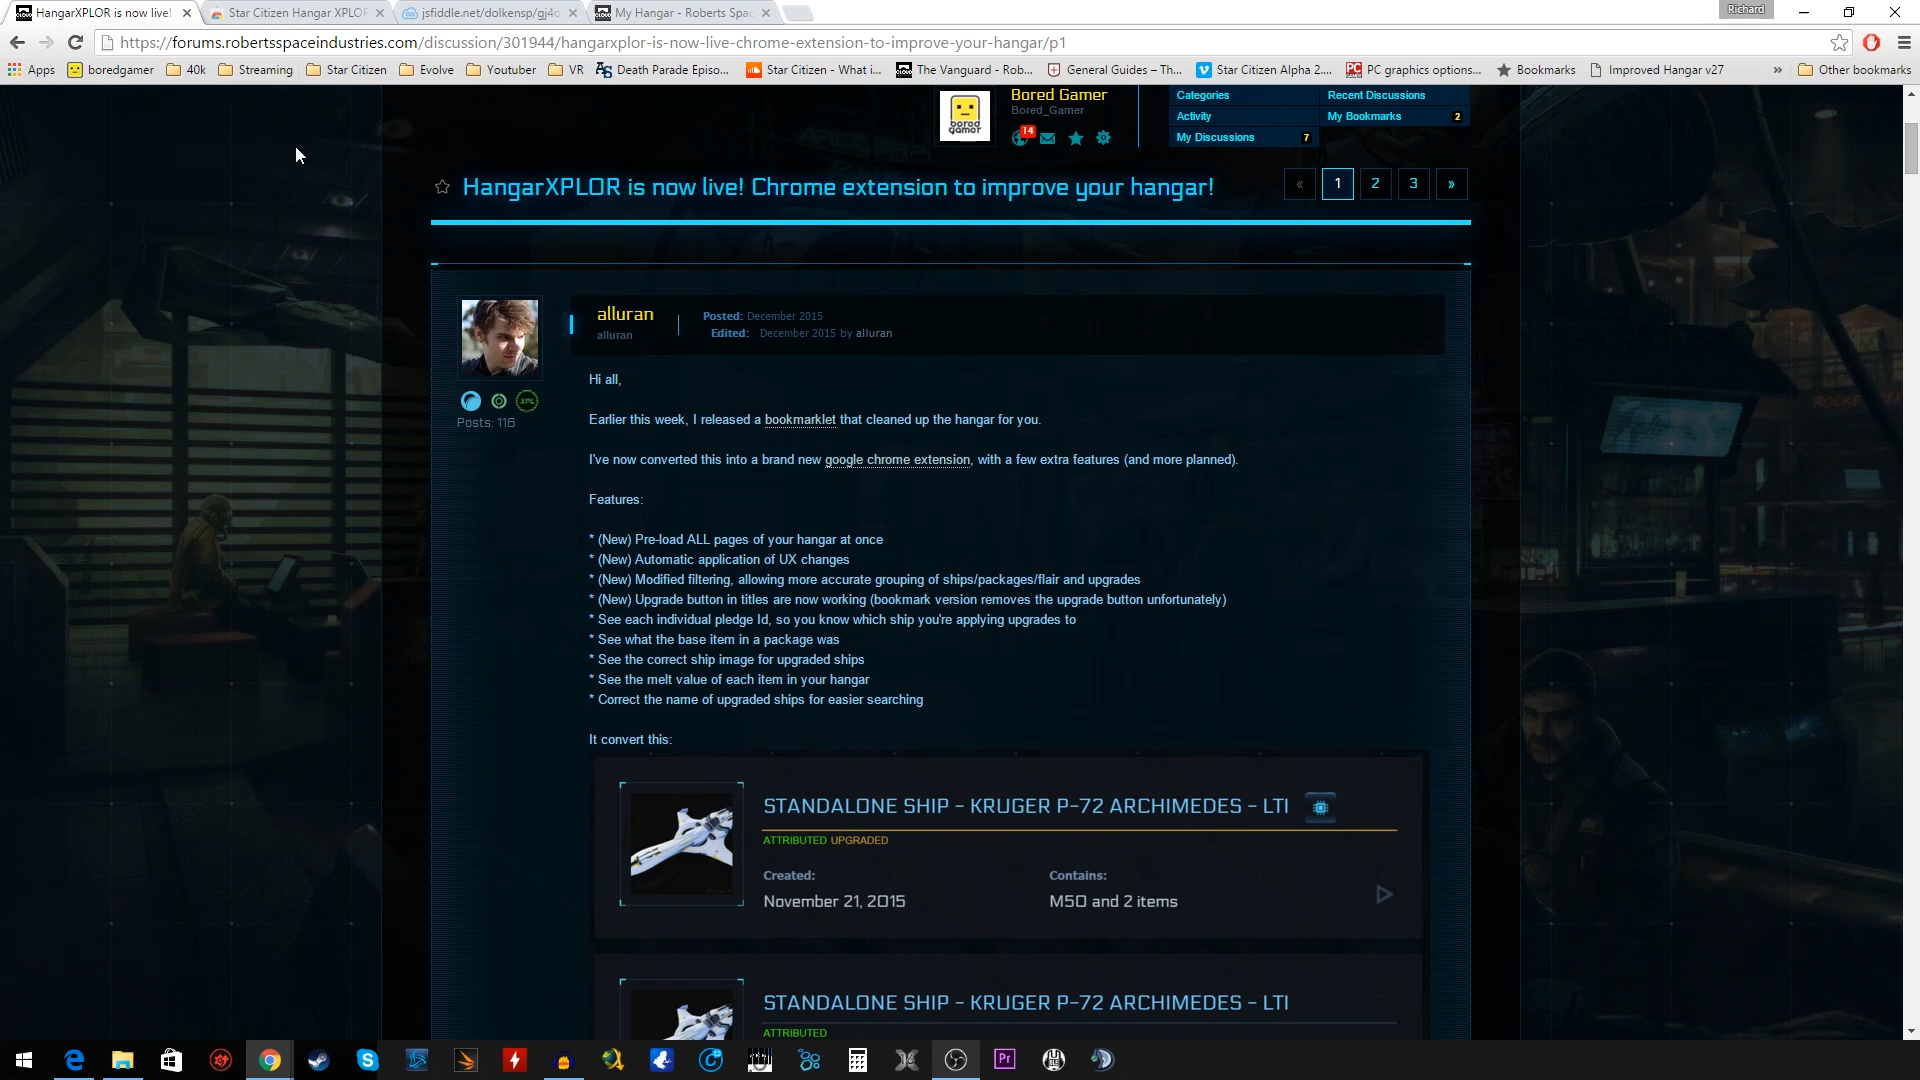 HangarXPLOR is now live!
Star Citizen Hangar XPLOR
jsfiddle.net/dolkensp/gj4o
My Hangar - Roberts Spac
Richard
https://forums.robertsspaceindustries.com/discussion/301944/hangarxplor-is-now-live-chrome-extension-to-improve-your-hangar/p1
Apps boredgamer 40k Streaming Star Citizen Evolve Youtuber VR Death Parade Episo... Star Citizen - What i... The Vanguard - Rob... General Guides – Th... Star Citizen Alpha 2.... PC graphics options... Bookmarks Improved Hangar v27 » Other bookmarks
bored gamer
Bored Gamer
Bored_Gamer
14
Categories
Recent Discussions
Activity
My Bookmarks 2
My Discussions 7
HangarXPLOR is now live! Chrome extension to improve your hangar!
« 1 2 3 »
alluran
alluran
Posted: December 2015
Edited: December 2015 by alluran
XPL
Posts: 116
Hi all,
Earlier this week, I released a bookmarklet that cleaned up the hangar for you.
I've now converted this into a brand new google chrome extension, with a few extra features (and more planned).
Features:
* (New) Pre-load ALL pages of your hangar at once
* (New) Automatic application of UX changes
* (New) Modified filtering, allowing more accurate grouping of ships/packages/flair and upgrades
* (New) Upgrade button in titles are now working (bookmark version removes the upgrade button unfortunately)
* See each individual pledge Id, so you know which ship you're applying upgrades to
* See what the base item in a package was
* See the correct ship image for upgraded ships
* See the melt value of each item in your hangar
* Correct the name of upgraded ships for easier searching
It convert this:
STANDALONE SHIP - KRUGER P-72 ARCHIMEDES - LTI
ATTRIBUTED UPGRADED
Created:
Contains:
November 21, 2015
M50 and 2 items
STANDALONE SHIP - KRUGER P-72 ARCHIMEDES - LTI
ATTRIBUTED